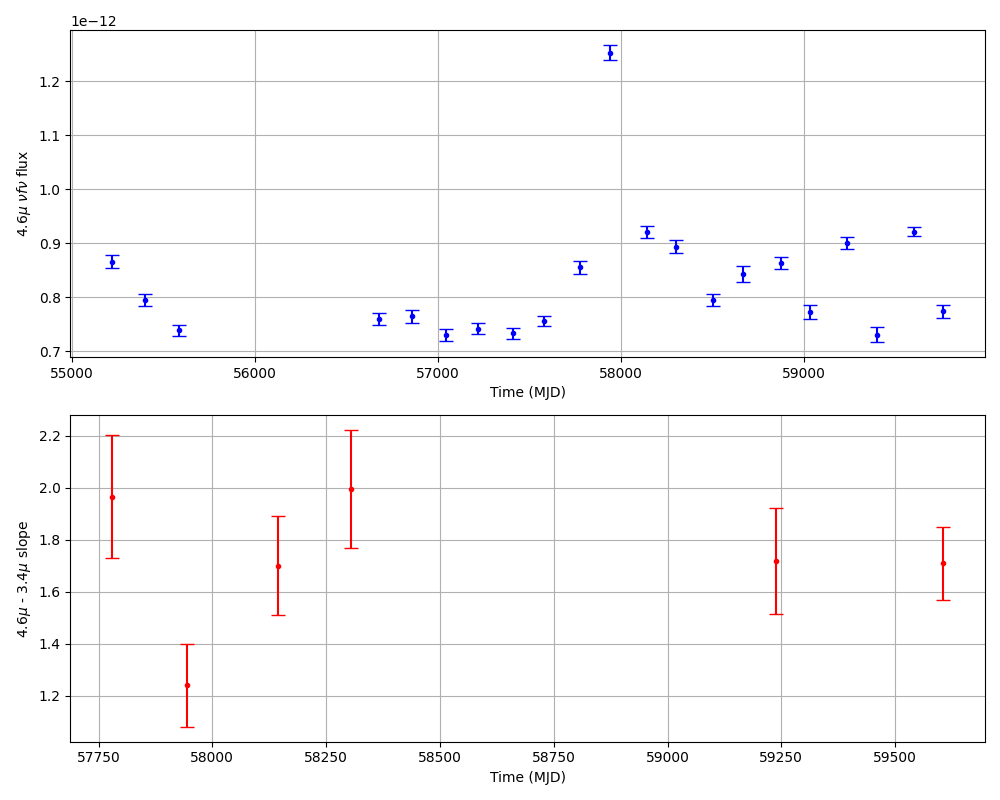 1e−12
4.6μ νfν flux
1.2
1.1
1.0
0.9
0.8
0.7
55000 56000 57000 58000 59000
Time (MJD)
4.6μ - 3.4μ slope
2.2
2.0
1.8
1.6
1.4
1.2
57750 58000 58250 58500 58750 59000 59250 59500
Time (MJD)